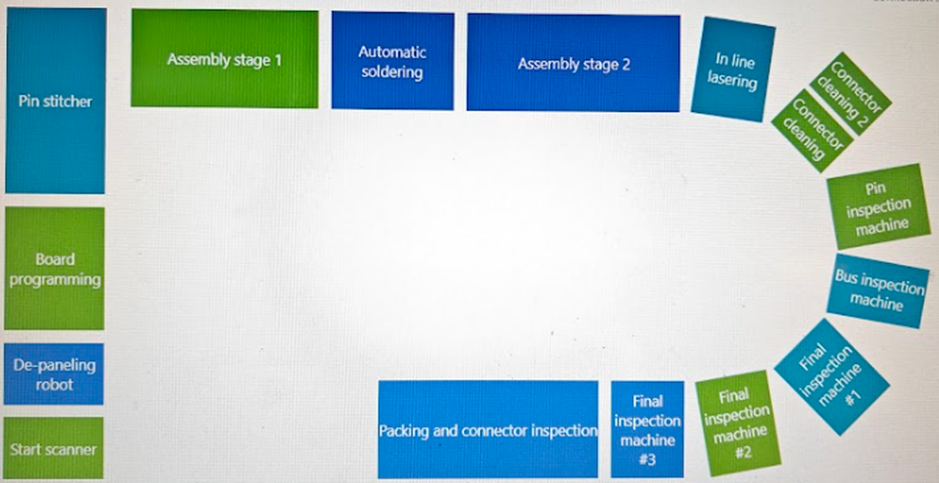 Pin stitcher
Assembly stage 1
Automatic
soldering
Assembly stage 2
In line
lasering
Connector
cleaning 2
Connector
cleaning
Pin
inspection
machine
Board
programming
Bus inspection
machine
De-paneling
robot
Final
inspection
machine
#1
Final
inspection
machine
#2
Final
inspection
machine
#3
Packing and connector inspection
Start scanner